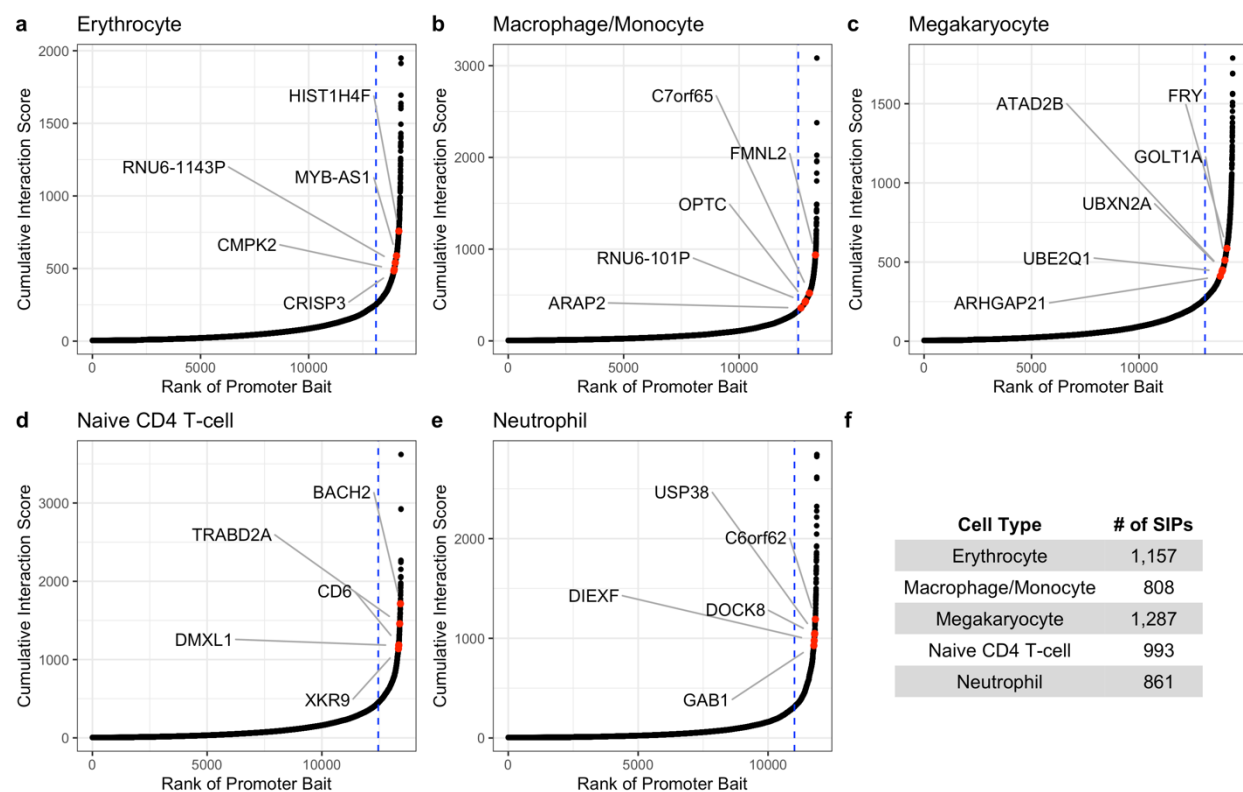 a Erythrocyte
Cumulative Interaction Score
2000
1500
1000
500
0
HIST1H4F
RNU6-1143P
MYB-AS1
CMPK2
CRISP3
0 5000 10000
Rank of Promoter Bait
b Macrophage/Monocyte
Cumulative Interaction Score
3000
2000
1000
0
C7orf65
FMNL2
OPTC
RNU6-101P
ARAP2
0 5000 10000
Rank of Promoter Bait
c Megakaryocyte
Cumulative Interaction Score
1500
1000
500
0
FRY
ATAD2B
GOLT1A
UBXN2A
UBE2Q1
ARHGAP21
0 5000 10000
Rank of Promoter Bait
d Naive CD4 T-cell
Cumulative Interaction Score
3000
2000
1000
0
BACH2
TRABD2A
CD6
DMXL1
XKR9
0 5000 10000
Rank of Promoter Bait
e Neutrophil
Cumulative Interaction Score
2000
1000
0
USP38
C6orf62
DIEXF
DOCK8
GAB1
0 5000 10000
Rank of Promoter Bait
f
Cell Type # of SIPs
Erythrocyte 1,157
Macrophage/Monocyte 808
Megakaryocyte 1,287
Naive CD4 T-cell 993
Neutrophil 861